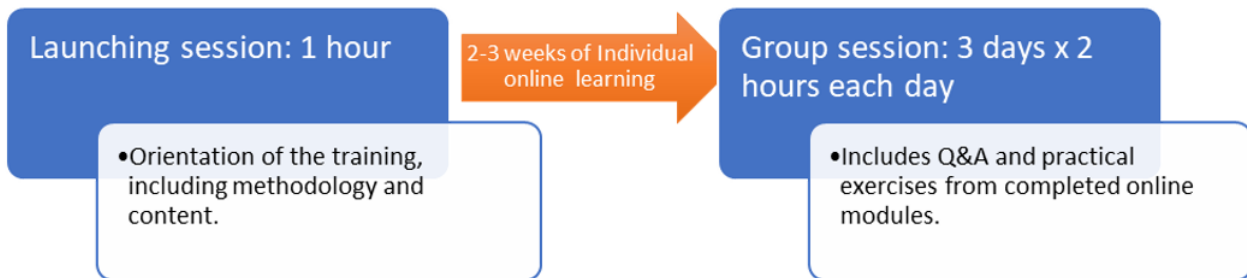 Launching session: 1 hour
•Orientation of the training,
including methodology and
content.
2-3 weeks of Individual
online learning
Group session: 3 days x 2
hours each day
•Includes Q&A and practical
exercises from completed online
modules.